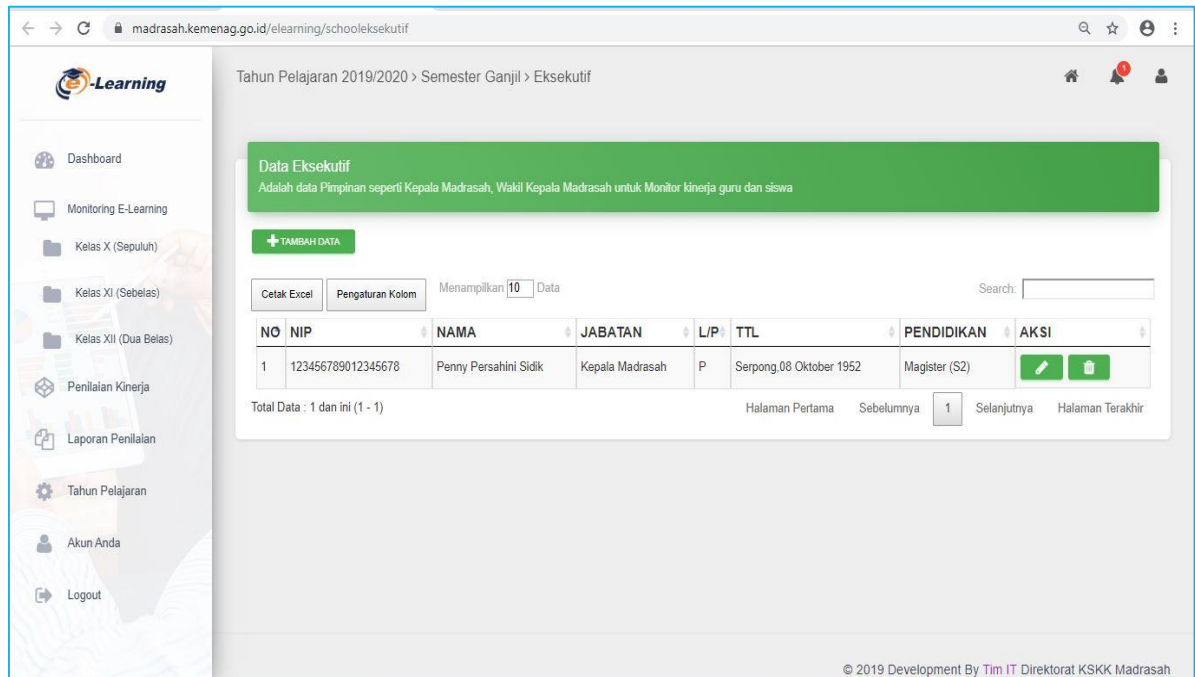 madrasah.kemenag.go.id/elearning/schooleksekutif
e-Learning
Tahun Pelajaran 2019/2020 > Semester Ganjil > Eksekutif
1
Dashboard
Monitoring E-Learning
Kelas X (Sepuluh)
Kelas XI (Sebelas)
Kelas XII (Dua Belas)
Penilaian Kinerja
Laporan Penilaian
Tahun Pelajaran
Akun Anda
Logout
Data Eksekutif
Adalah data Pimpinan seperti Kepala Madrasah, Wakil Kepala Madrasah untuk Monitor kinerja guru dan siswa
TAMBAH DATA
Cetak Excel Pengaturan Kolom Menampilkan 10 Data Search:
NO NIP NAMA JABATAN L/P TTL PENDIDIKAN AKSI
1 123456789012345678 Penny Persahini Sidik Kepala Madrasah P Serpong,08 Oktober 1952 Magister (S2)
Total Data : 1 dan ini (1 - 1) Halaman Pertama Sebelumnya 1 Selanjutnya Halaman Terakhir
© 2019 Development By Tim IT Direktorat KSKK Madrasah